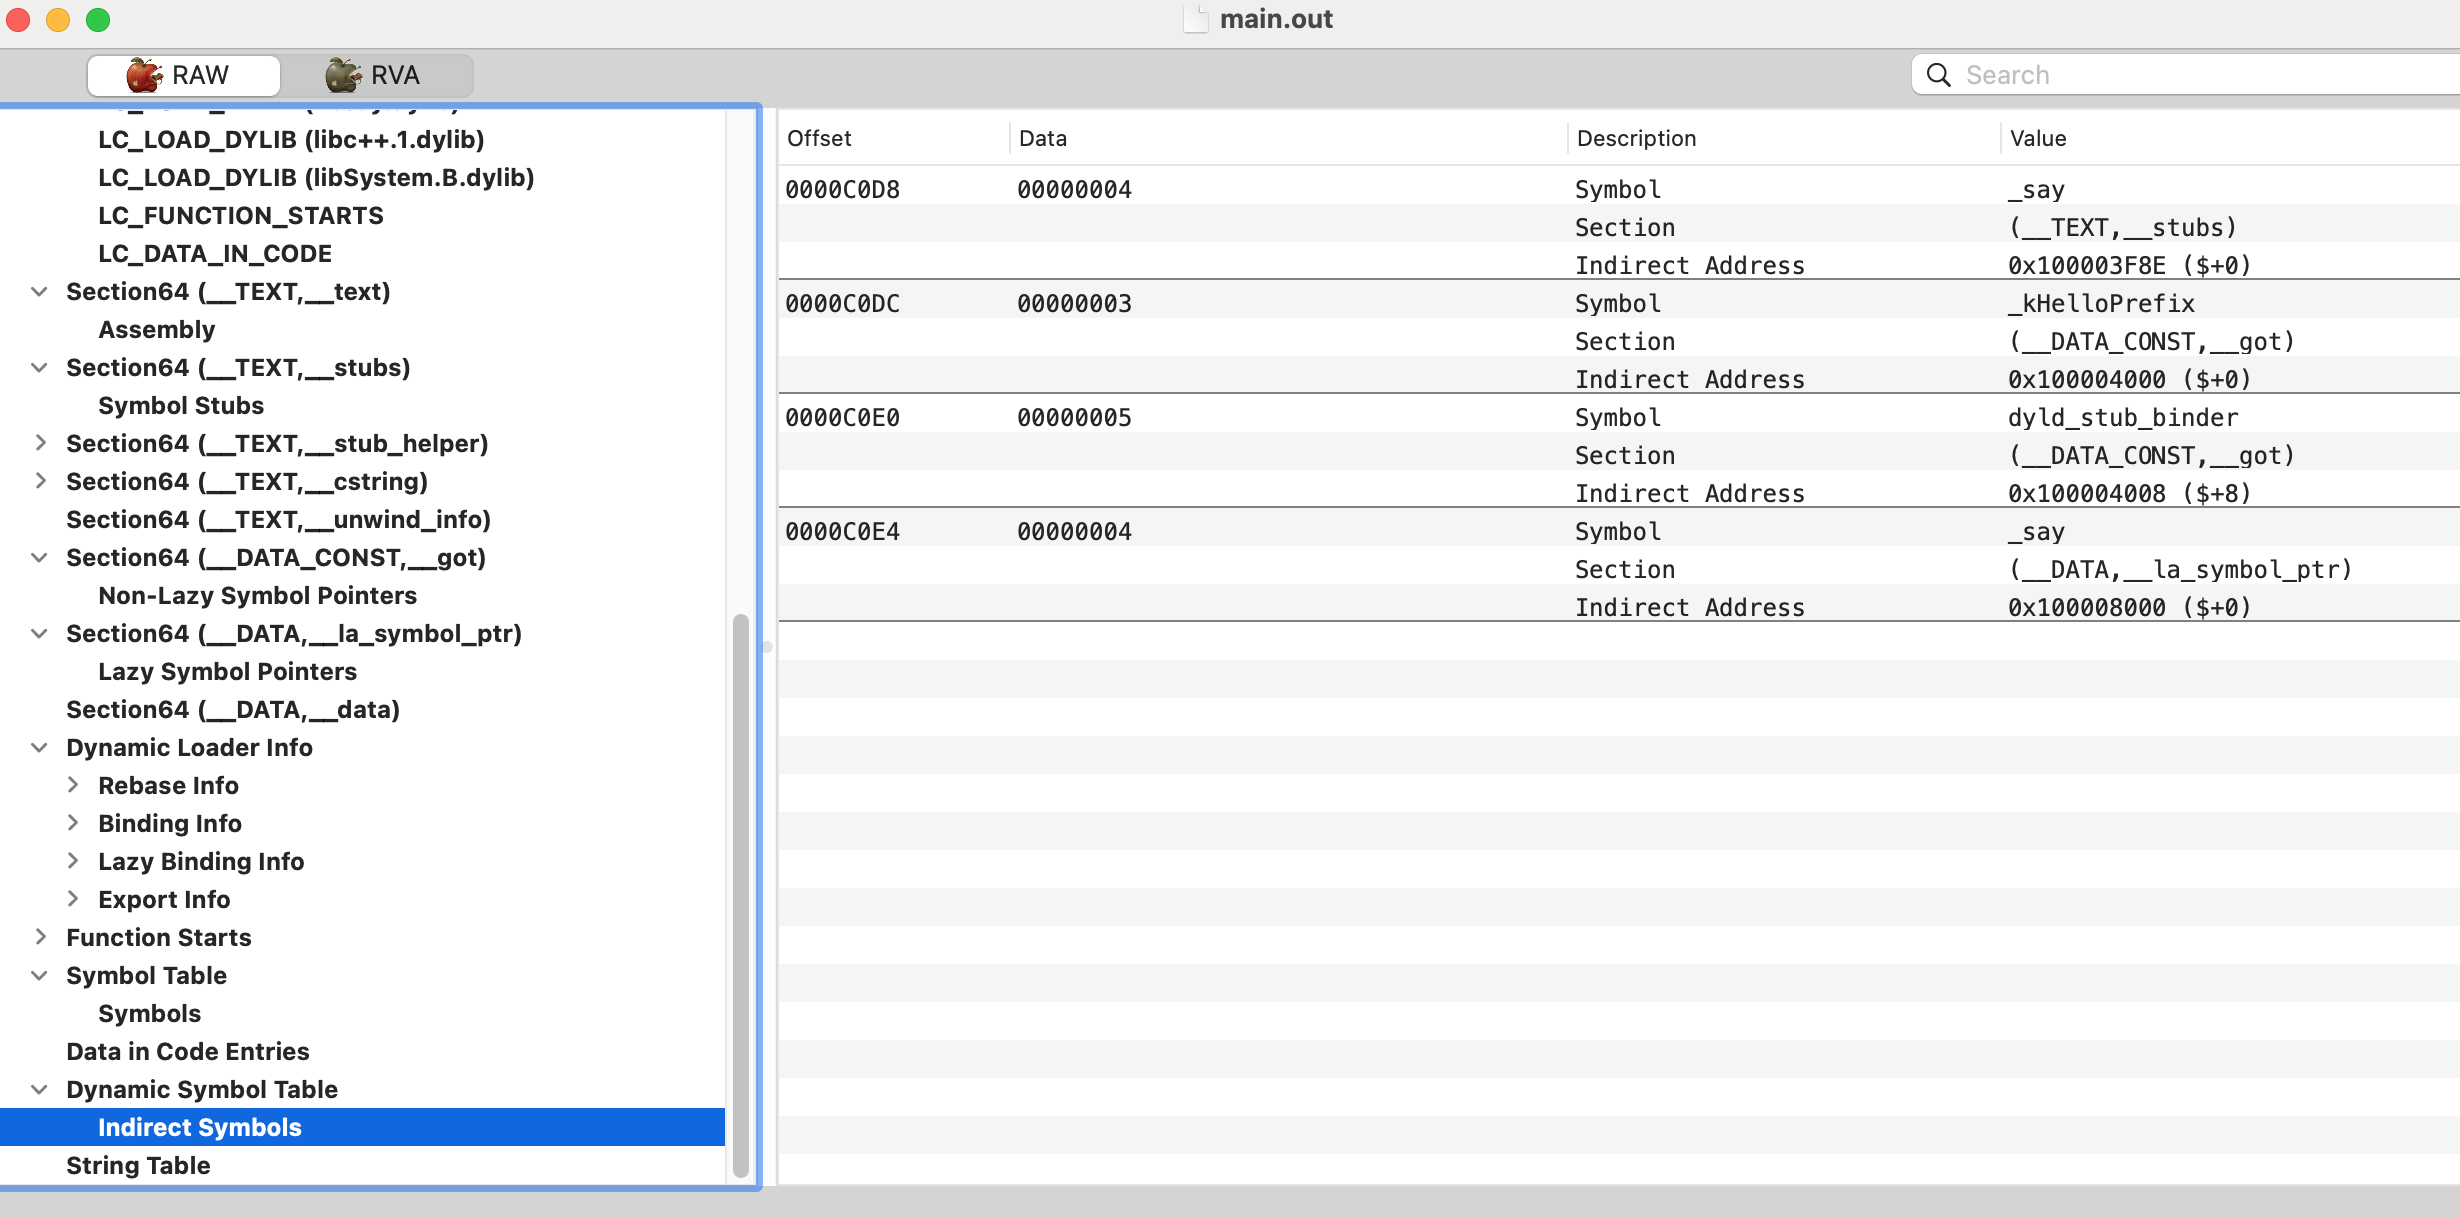 main.out
RAW RVA Search
LC_LOAD_DYLIB (libc++.1.dylib)
LC_LOAD_DYLIB (libSystem.B.dylib)
LC_FUNCTION_STARTS
LC_DATA_IN_CODE
Section64 (__TEXT,__text)
Assembly
Section64 (__TEXT,__stubs)
Symbol Stubs
Section64 (__TEXT,__stub_helper)
Section64 (__TEXT,__cstring)
Section64 (__TEXT,__unwind_info)
Section64 (__DATA_CONST,__got)
Non-Lazy Symbol Pointers
Section64 (__DATA,__la_symbol_ptr)
Lazy Symbol Pointers
Section64 (__DATA,__data)
Dynamic Loader Info
Rebase Info
Binding Info
Lazy Binding Info
Export Info
Function Starts
Symbol Table
Symbols
Data in Code Entries
Dynamic Symbol Table
Indirect Symbols
String Table
Offset Data Description Value
0000C0D8 00000004 Symbol _say
Section (__TEXT,__stubs)
Indirect Address 0x100003F8E ($+0)
0000C0DC 00000003 Symbol _kHelloPrefix
Section (__DATA_CONST,__got)
Indirect Address 0x100004000 ($+0)
0000C0E0 00000005 Symbol dyld_stub_binder
Section (__DATA_CONST,__got)
Indirect Address 0x100004008 ($+8)
0000C0E4 00000004 Symbol _say
Section (__DATA,__la_symbol_ptr)
Indirect Address 0x100008000 ($+0)